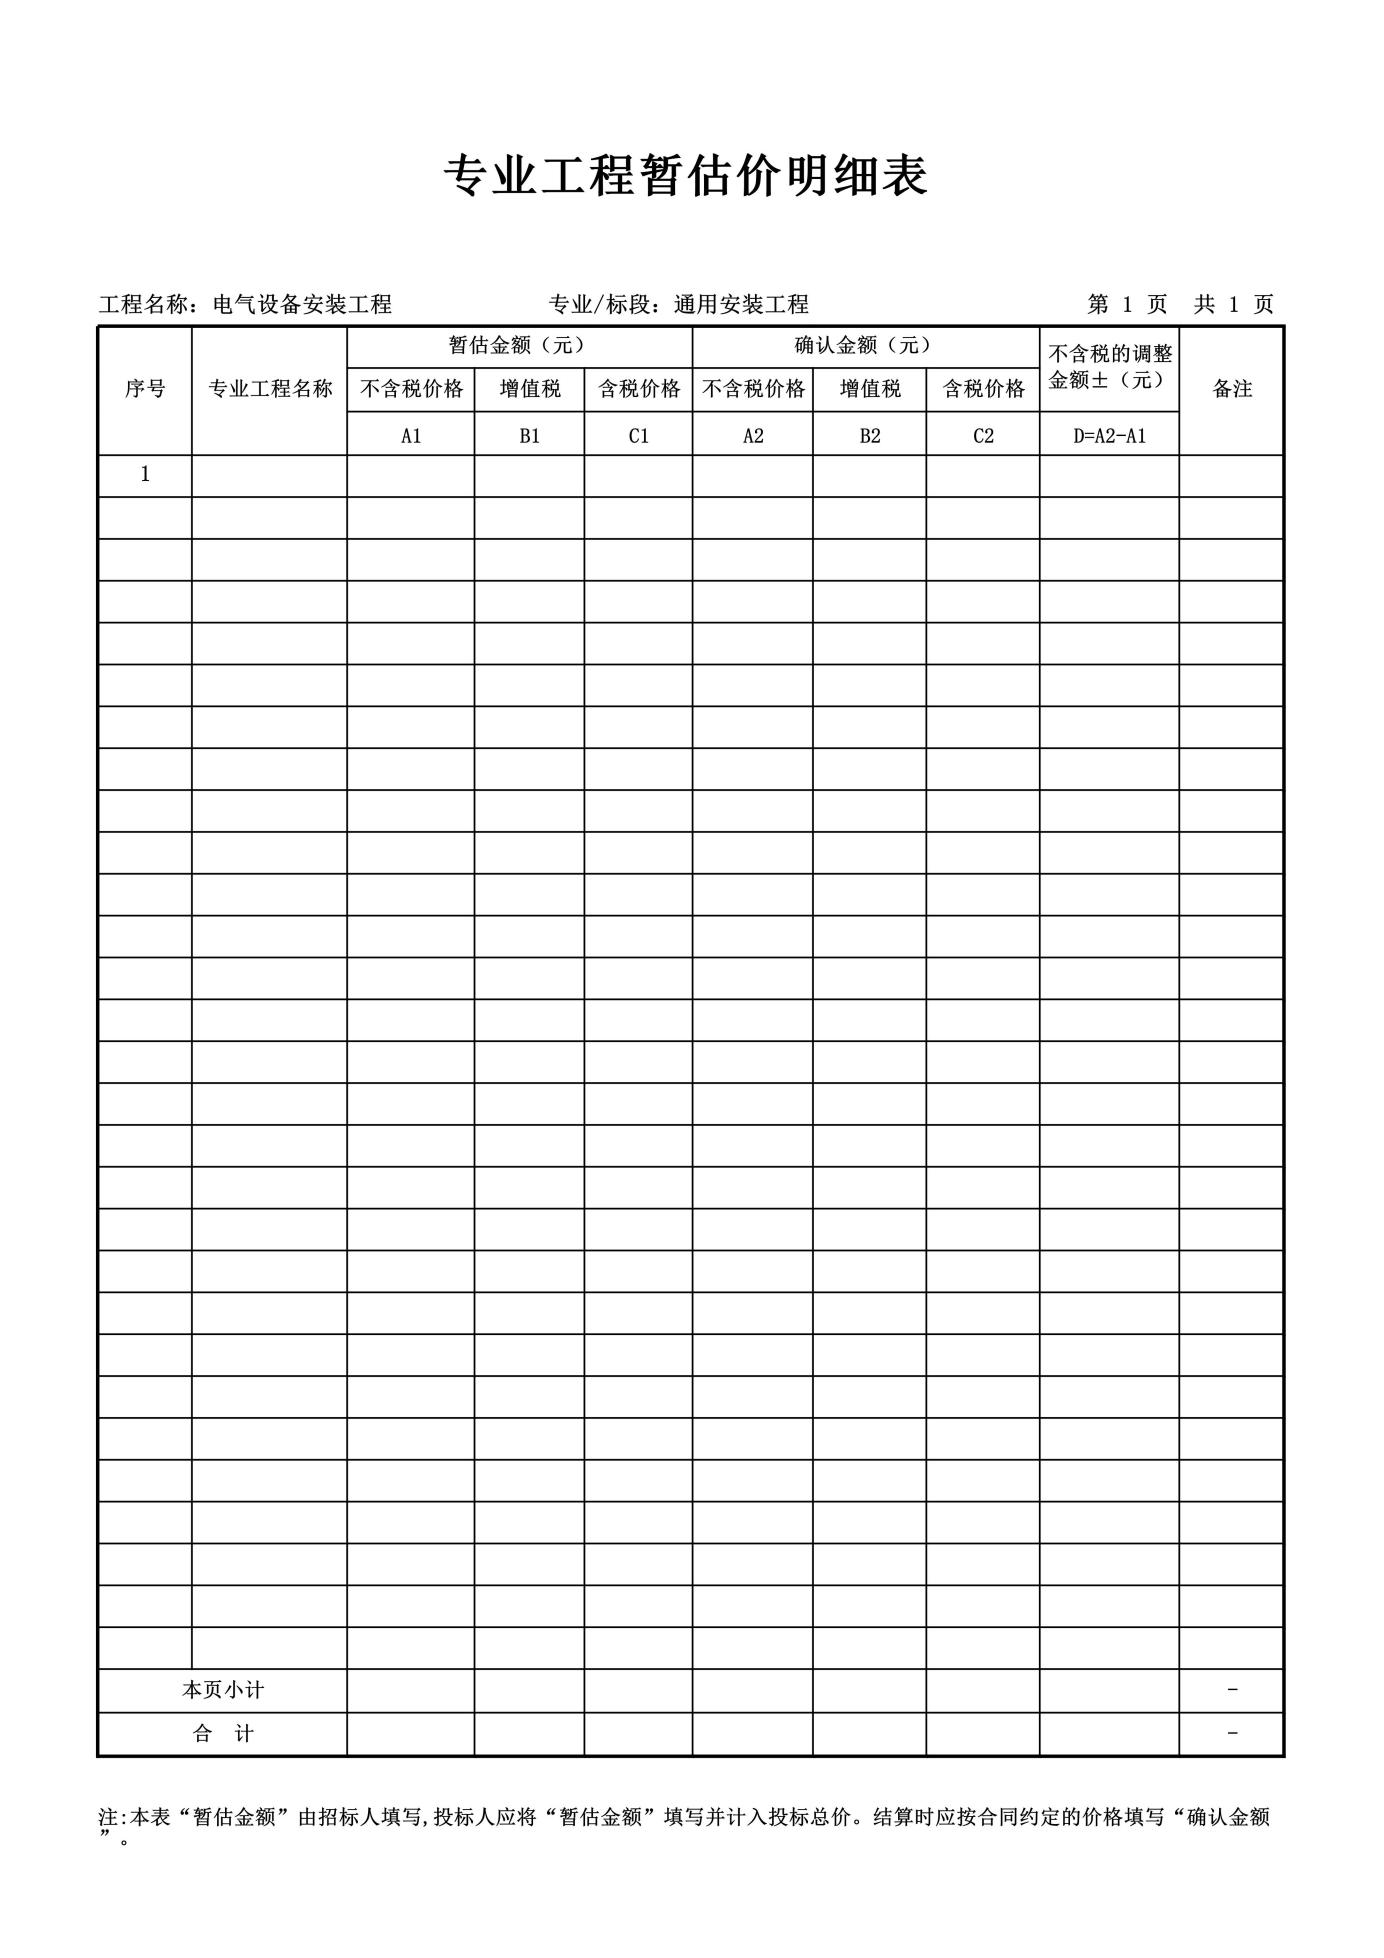 专业工程暂估价明细表
工程名称：电气设备安装工程 专业/标段：通用安装工程 第 1 页 共 1 页
序号 专业工程名称 暂估金额（元） 确认金额（元） 不含税的调整金额±（元） 备注
不含税价格 增值税 含税价格 不含税价格 增值税 含税价格
A1 B1 C1 A2 B2 C2 D=A2-A1
1
本页小计 -
合 计 -
注:本表“暂估金额”由招标人填写,投标人应将“暂估金额”填写并计入投标总价。结算时应按合同约定的价格填写“确认金额
”。